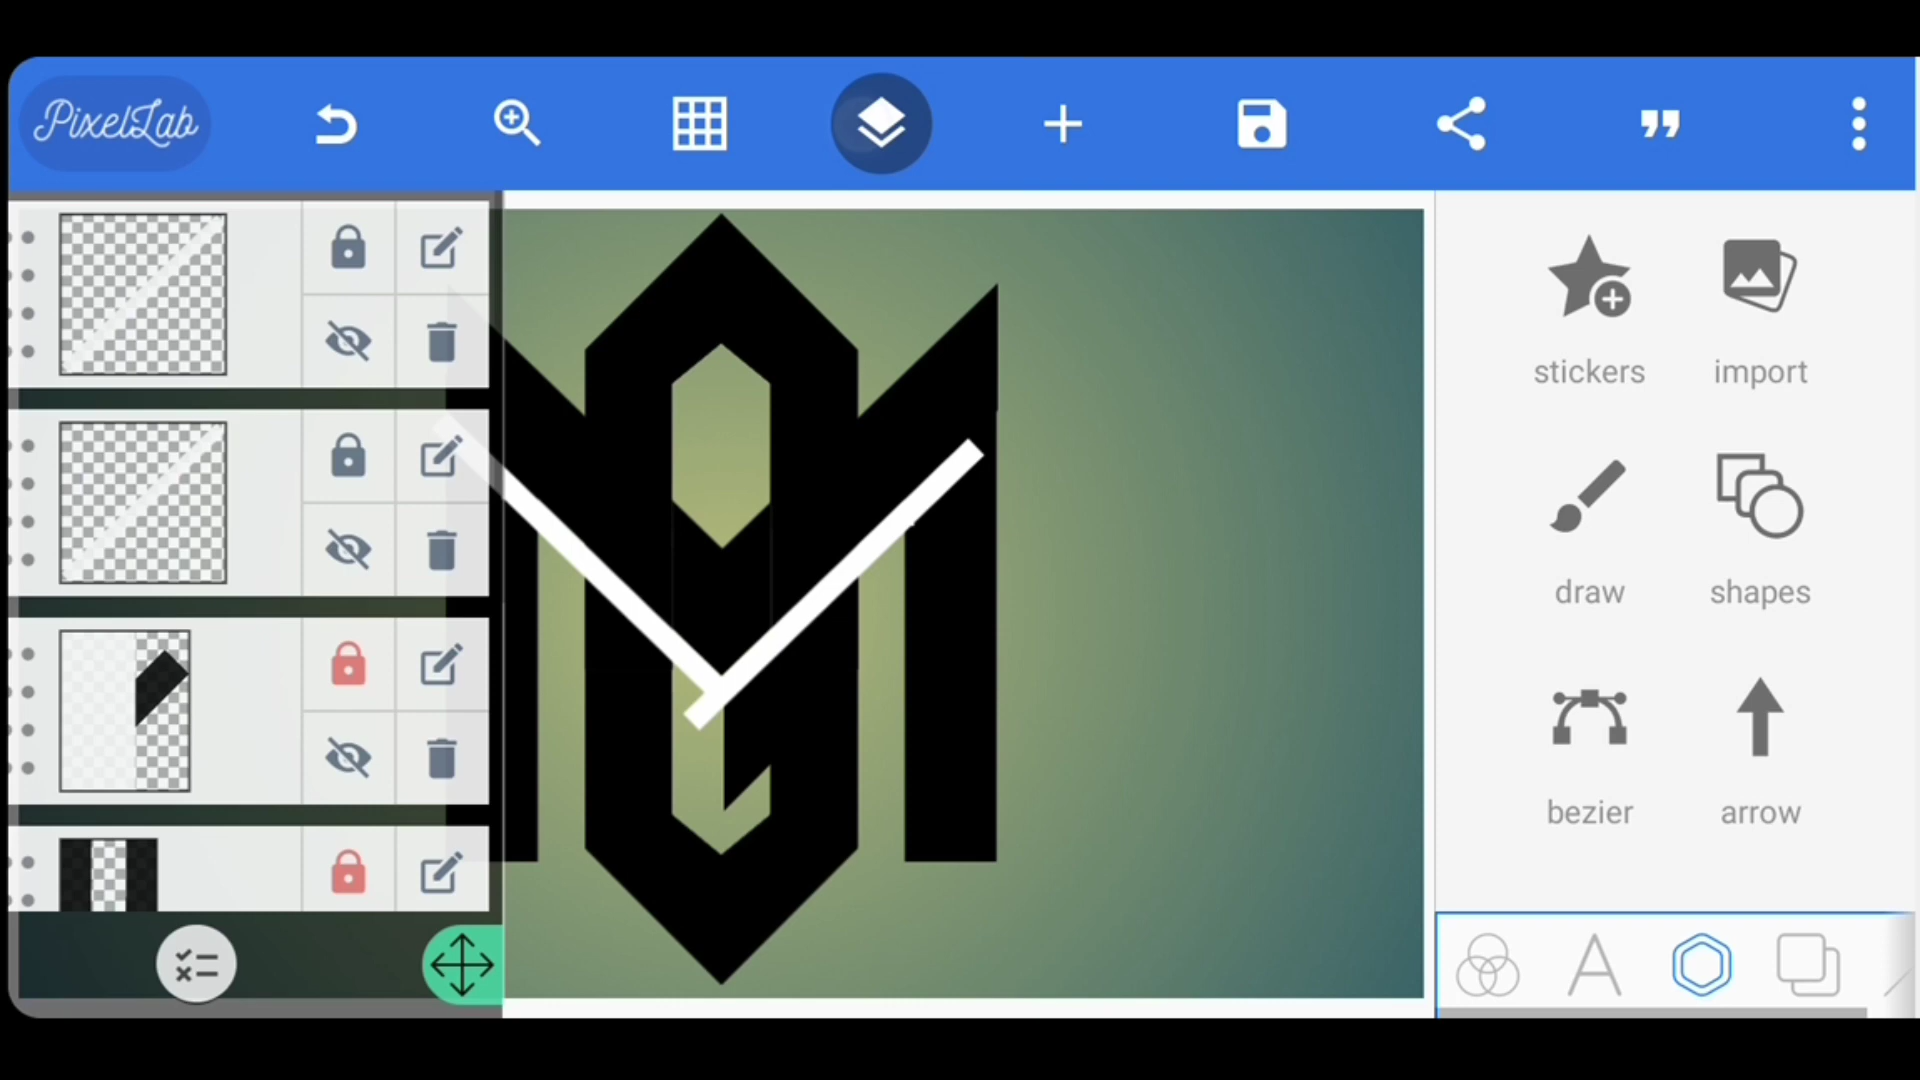 PixelLab
stickers
import
draw
shapes
bezier
arrow